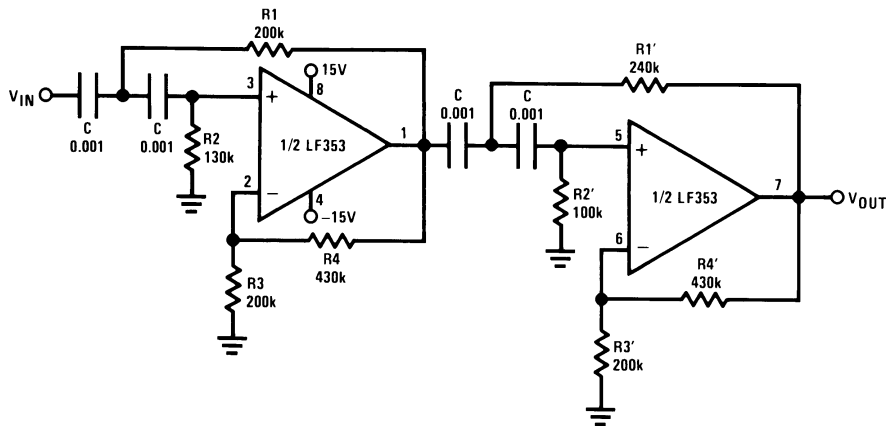 R1
200k
15V
8
V_IN
3
+
C
0.001
C
0.001
R2
130k
1/2 LF353
1
2
−
4
−15V
R4
430k
R3
200k
C
0.001
C
0.001
R1'
240k
5
+
R2'
100k
1/2 LF353
7
V_OUT
6
−
R4'
430k
R3'
200k